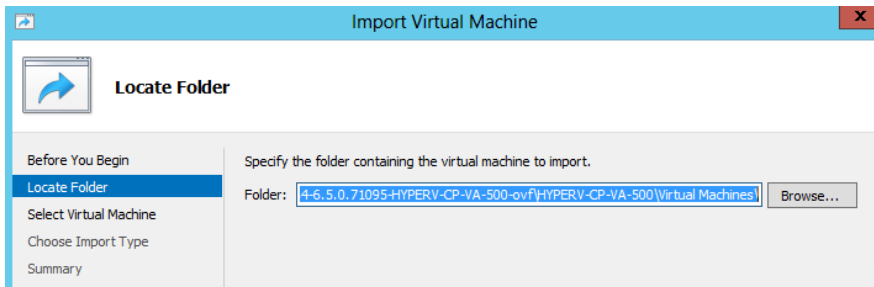 Import Virtual Machine
x
Locate Folder
Before You Begin
Locate Folder
Select Virtual Machine
Choose Import Type
Summary
Specify the folder containing the virtual machine to import.
Folder: 4-6.5.0.71095-HYPERV-CP-VA-500-ovf\HYPERV-CP-VA-500\Virtual Machines\ Browse...